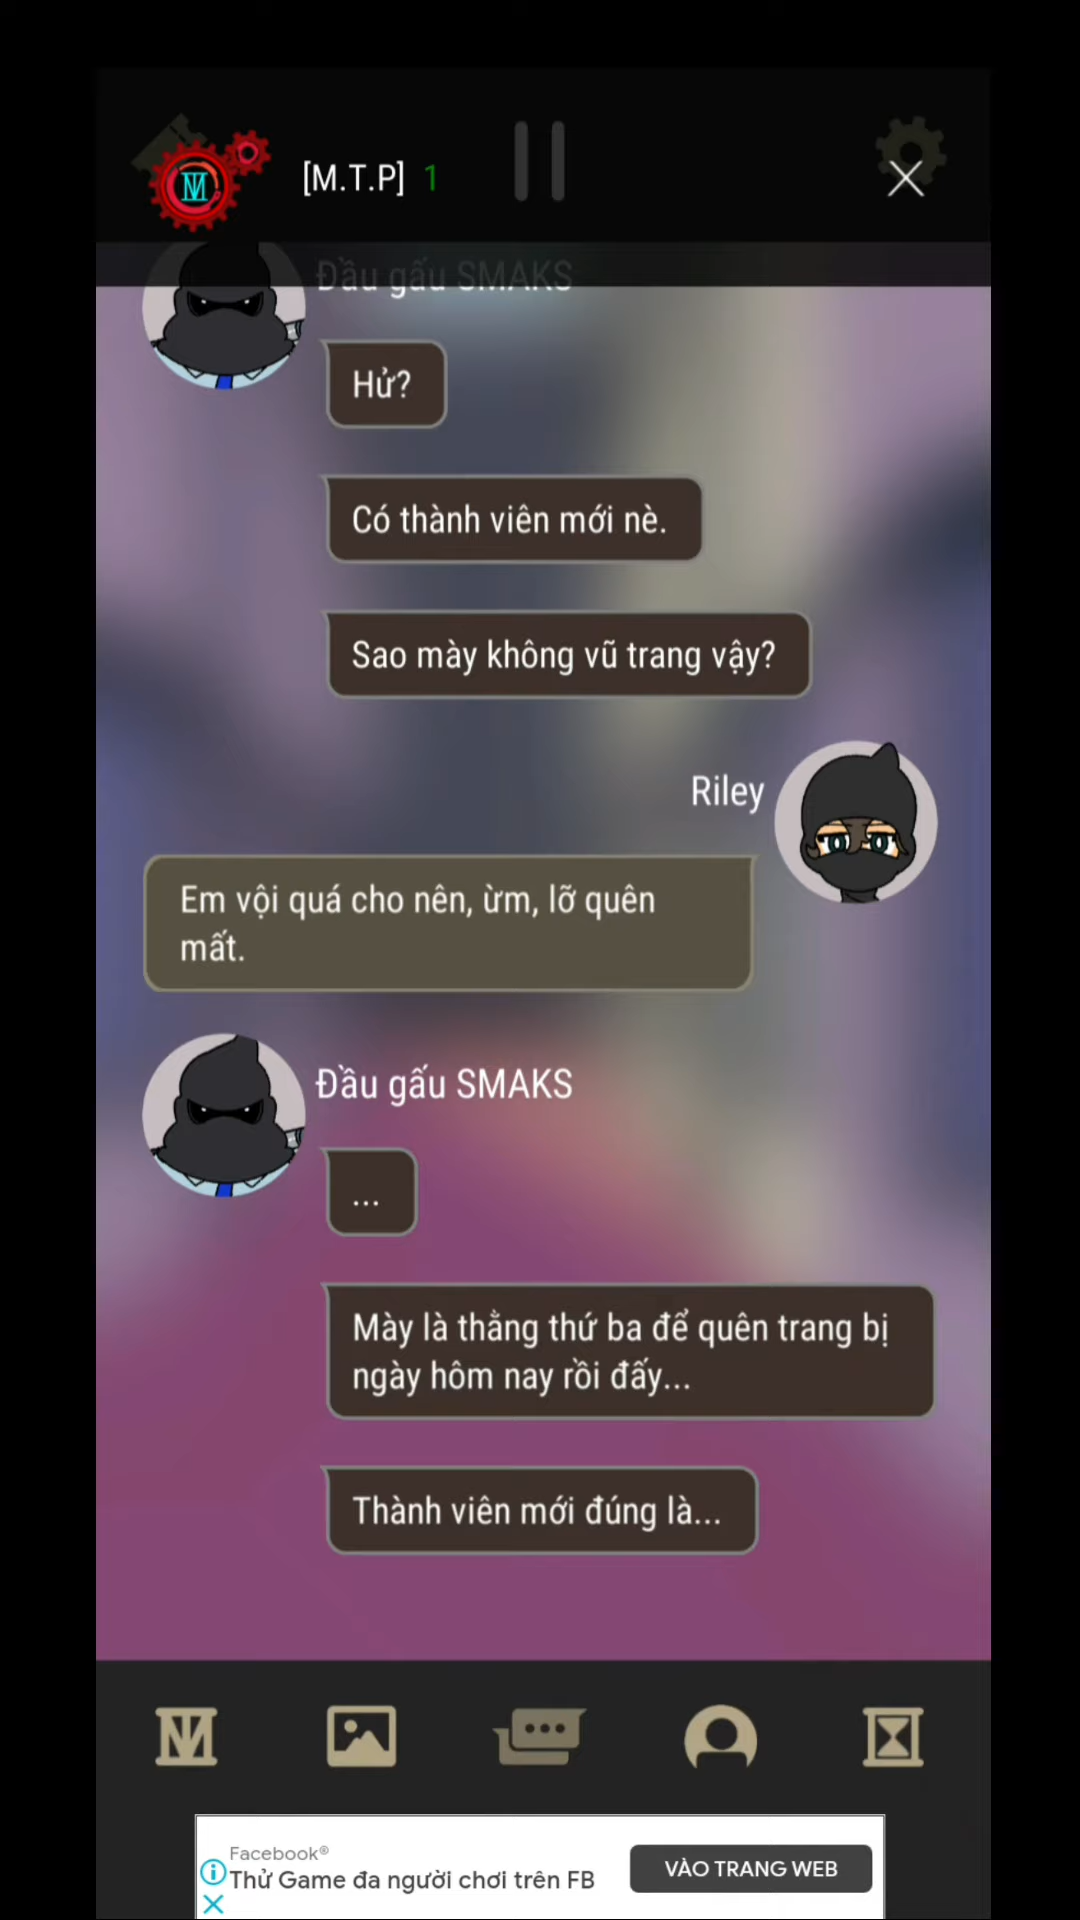 [M.T.P] 1
Đầu gấu SMAKS
Hử?
Có thành viên mới nè.
Sao mày không vũ trang vậy?
Riley
Em vội quá cho nên, ừm, lỡ quên
mất.
Đầu gấu SMAKS
...
Mày là thằng thứ ba để quên trang bị
ngày hôm nay rồi đấy...
Thành viên mới đúng là...
Facebook®
Thử Game đa người chơi trên FB
VÀO TRANG WEB